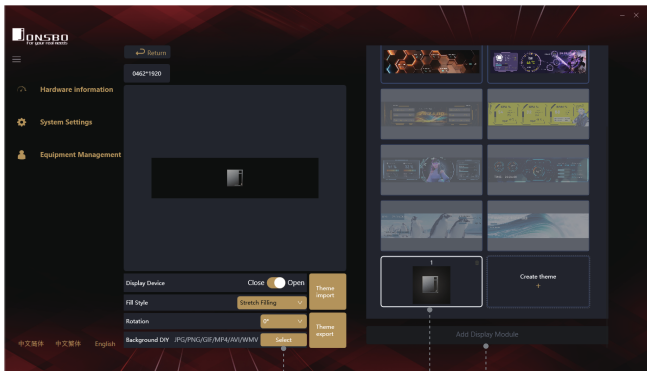 JONSBO
For your real needs
Return
0462*1920
Hardware information
System Settings
Equipment Management
Display Device Close Open
Theme import
Fill Style Stretch Filling
Rotation 0°
Theme export
Background DIY JPG/PNG/GIF/MP4/AVI/WMV Select
中文简体 中文繁体 English
1
Create theme
+
Add Display Module